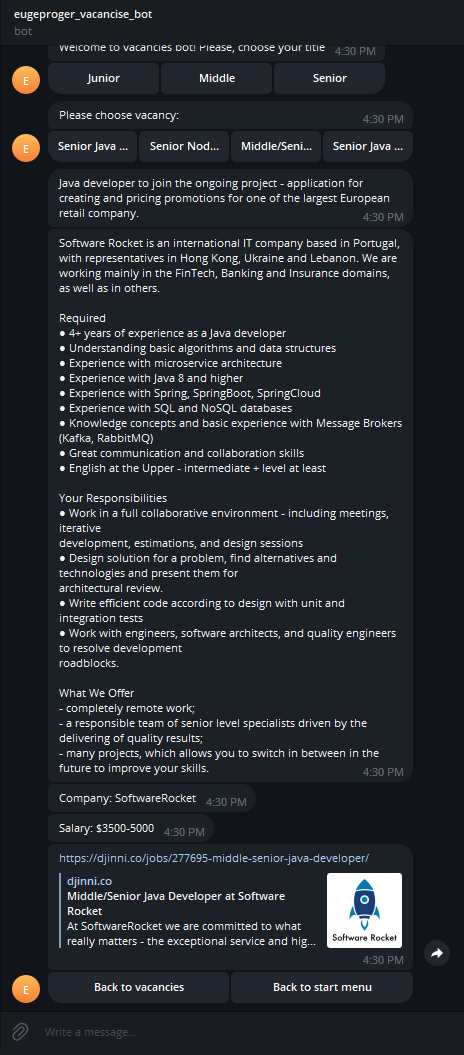 eugeproger_vacancise_bot
bot
Welcome to vacancies bot! Please, choose your title 4:30 PM
E
Junior
Middle
Senior
Please choose vacancy:
4:30 PM
E
Senior Java ...
Senior Nod...
Middle/Seni...
Senior Java ...
Java developer to join the ongoing project - application for
creating and pricing promotions for one of the largest European
retail company.
4:30 PM
Software Rocket is an international IT company based in Portugal,
with representatives in Hong Kong, Ukraine and Lebanon. We are
working mainly in the FinTech, Banking and Insurance domains,
as well as in others.
Required
● 4+ years of experience as a Java developer
● Understanding basic algorithms and data structures
● Experience with microservice architecture
● Experience with Java 8 and higher
● Experience with Spring, SpringBoot, SpringCloud
● Experience with SQL and NoSQL databases
● Knowledge concepts and basic experience with Message Brokers
(Kafka, RabbitMQ)
● Great communication and collaboration skills
● English at the Upper - intermediate + level at least
Your Responsibilities
● Work in a full collaborative environment - including meetings,
iterative
development, estimations, and design sessions
● Design solution for a problem, find alternatives and
technologies and present them for
architectural review.
● Write efficient code according to design with unit and
integration tests
● Work with engineers, software architects, and quality engineers
to resolve development
roadblocks.
What We Offer
- completely remote work;
- a responsible team of senior level specialists driven by the
delivering of quality results;
- many projects, which allows you to switch in between in the
future to improve your skills.
4:30 PM
Company: SoftwareRocket 4:30 PM
Salary: $3500-5000 4:30 PM
https://djinni.co/jobs/277695-middle-senior-java-developer/
djinni.co
Middle/Senior Java Developer at Software
Rocket
At SoftwareRocket we are committed to what
really matters - the exceptional service and hig...
Software Rocket
4:30 PM
E
Back to vacancies
Back to start menu
Write a message...